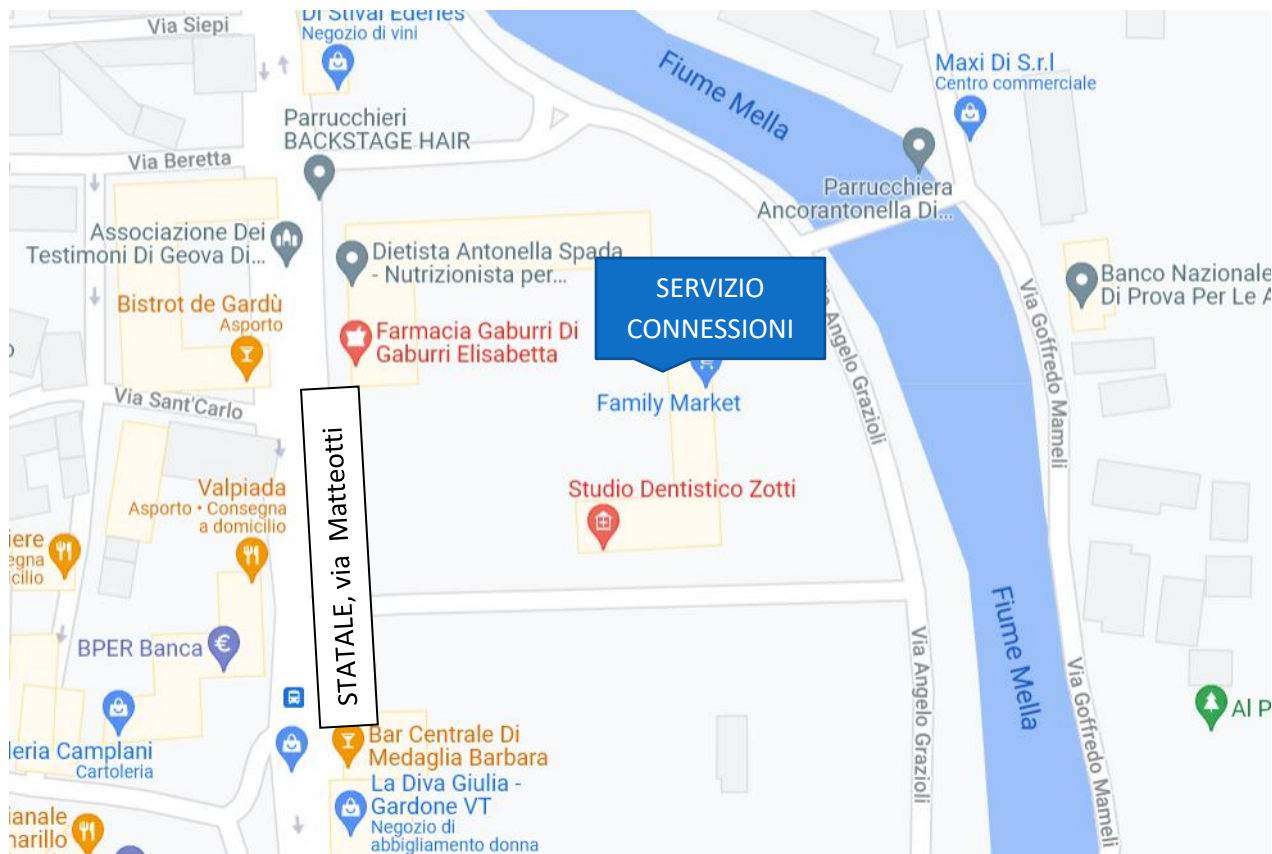 Via Siepi
Di Stival Ederles
Negozio di vini
Fiume Mella
Maxi Di S.r.l
Centro commerciale
Parrucchieri
BACKSTAGE HAIR
Via Beretta
Parrucchiera
Ancorantonella Di...
Associazione Dei
Testimoni Di Geova Di...
Dietista Antonella Spada
- Nutrizionista per...
SERVIZIO
CONNESSIONI
Banco Nazionale
Di Prova Per Le A
Bistrot de Gardù
Asporto
Farmacia Gaburri Di
Gaburri Elisabetta
Angelo Grazioli
Via Goffredo Mameli
Family Market
Via Sant'Carlo
STATALE, via Matteotti
Valpiada
Asporto • Consegna
a domicilio
Studio Dentistico Zotti
iere
egna
cilio
BPER Banca
Fiume Mella
Via Angelo Grazioli
Via Goffredo Mameli
Al P
leria Camplani
Cartoleria
Bar Centrale Di
Medaglia Barbara
La Diva Giulia -
Gardone VT
Negozio di
abbigliamento donna
ianale
narillo